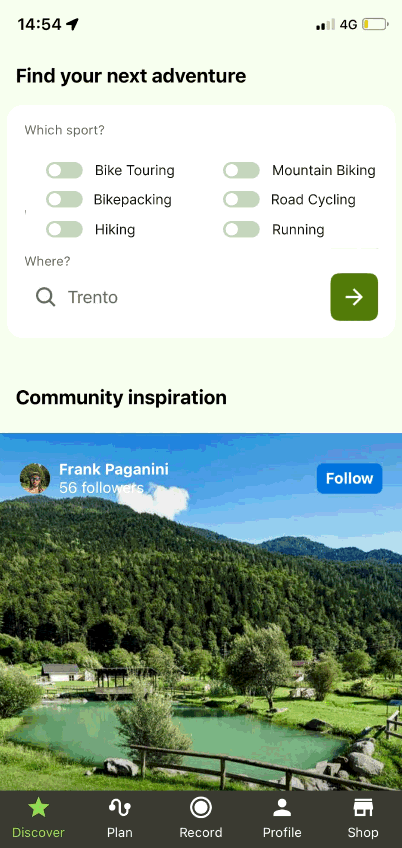 14:54 4G
Find your next adventure
Which sport?
Bike Touring Mountain Biking
Bikepacking Road Cycling
Hiking Running
Where?
Trento
Community inspiration
Frank Paganini
56 followers
Follow
Discover Plan Record Profile Shop